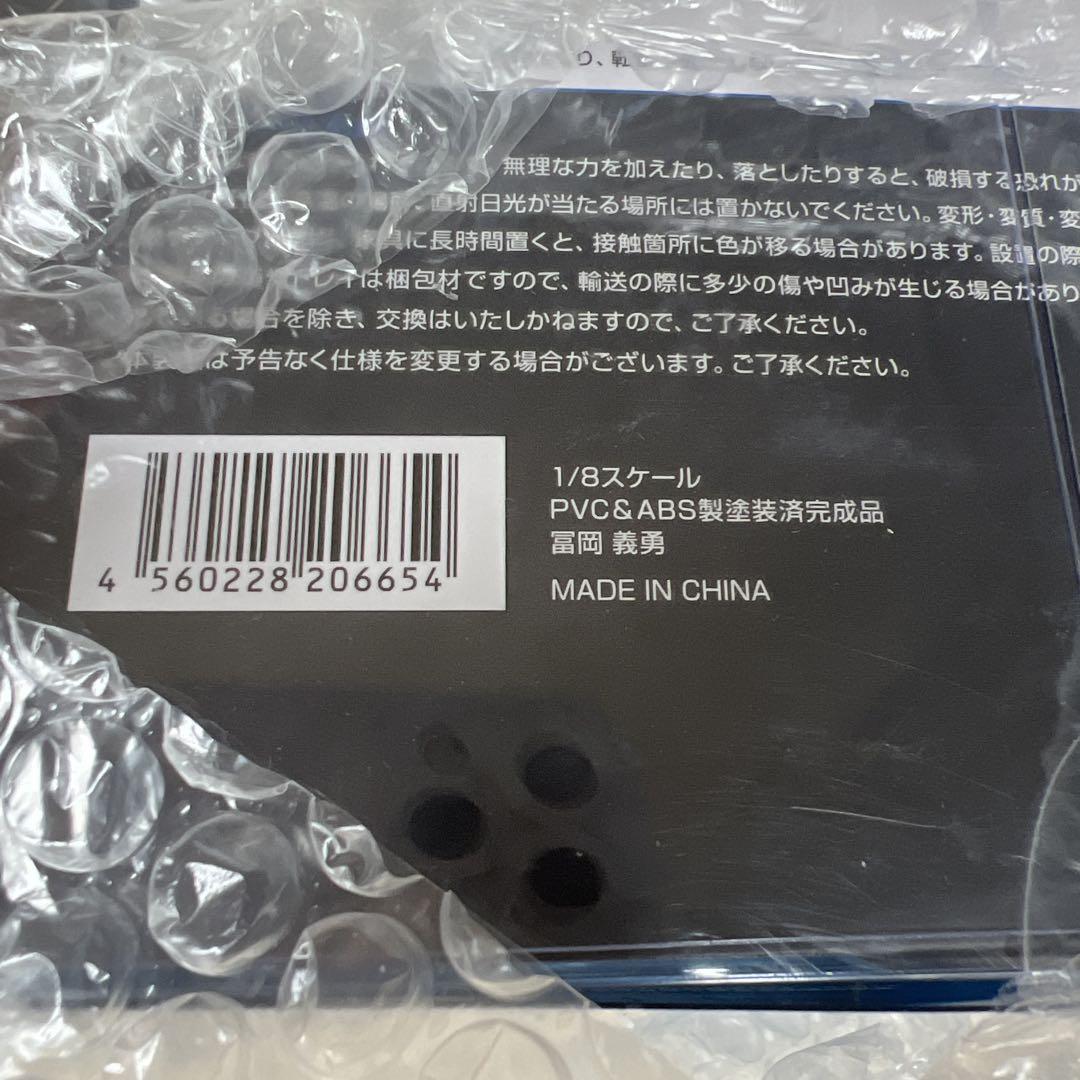 り、
無理な力を加えたり、落としたりすると、破損する恐れが
直射日光が当たる場所には置かないでください。変形・変質・変
具に長時間置くと、接触箇所に色が移る場合があります。設置の際
トレイは梱包材ですので、輸送の際に多少の傷や凹みが生じる場合があり
場合を除き、交換はいたしかねますので、ご了承ください。
は予告なく仕様を変更する場合がございます。ご了承ください。
1/8スケール
PVC&ABS製塗装済完成品
冨岡 義勇
MADE IN CHINA
4 560228 206654